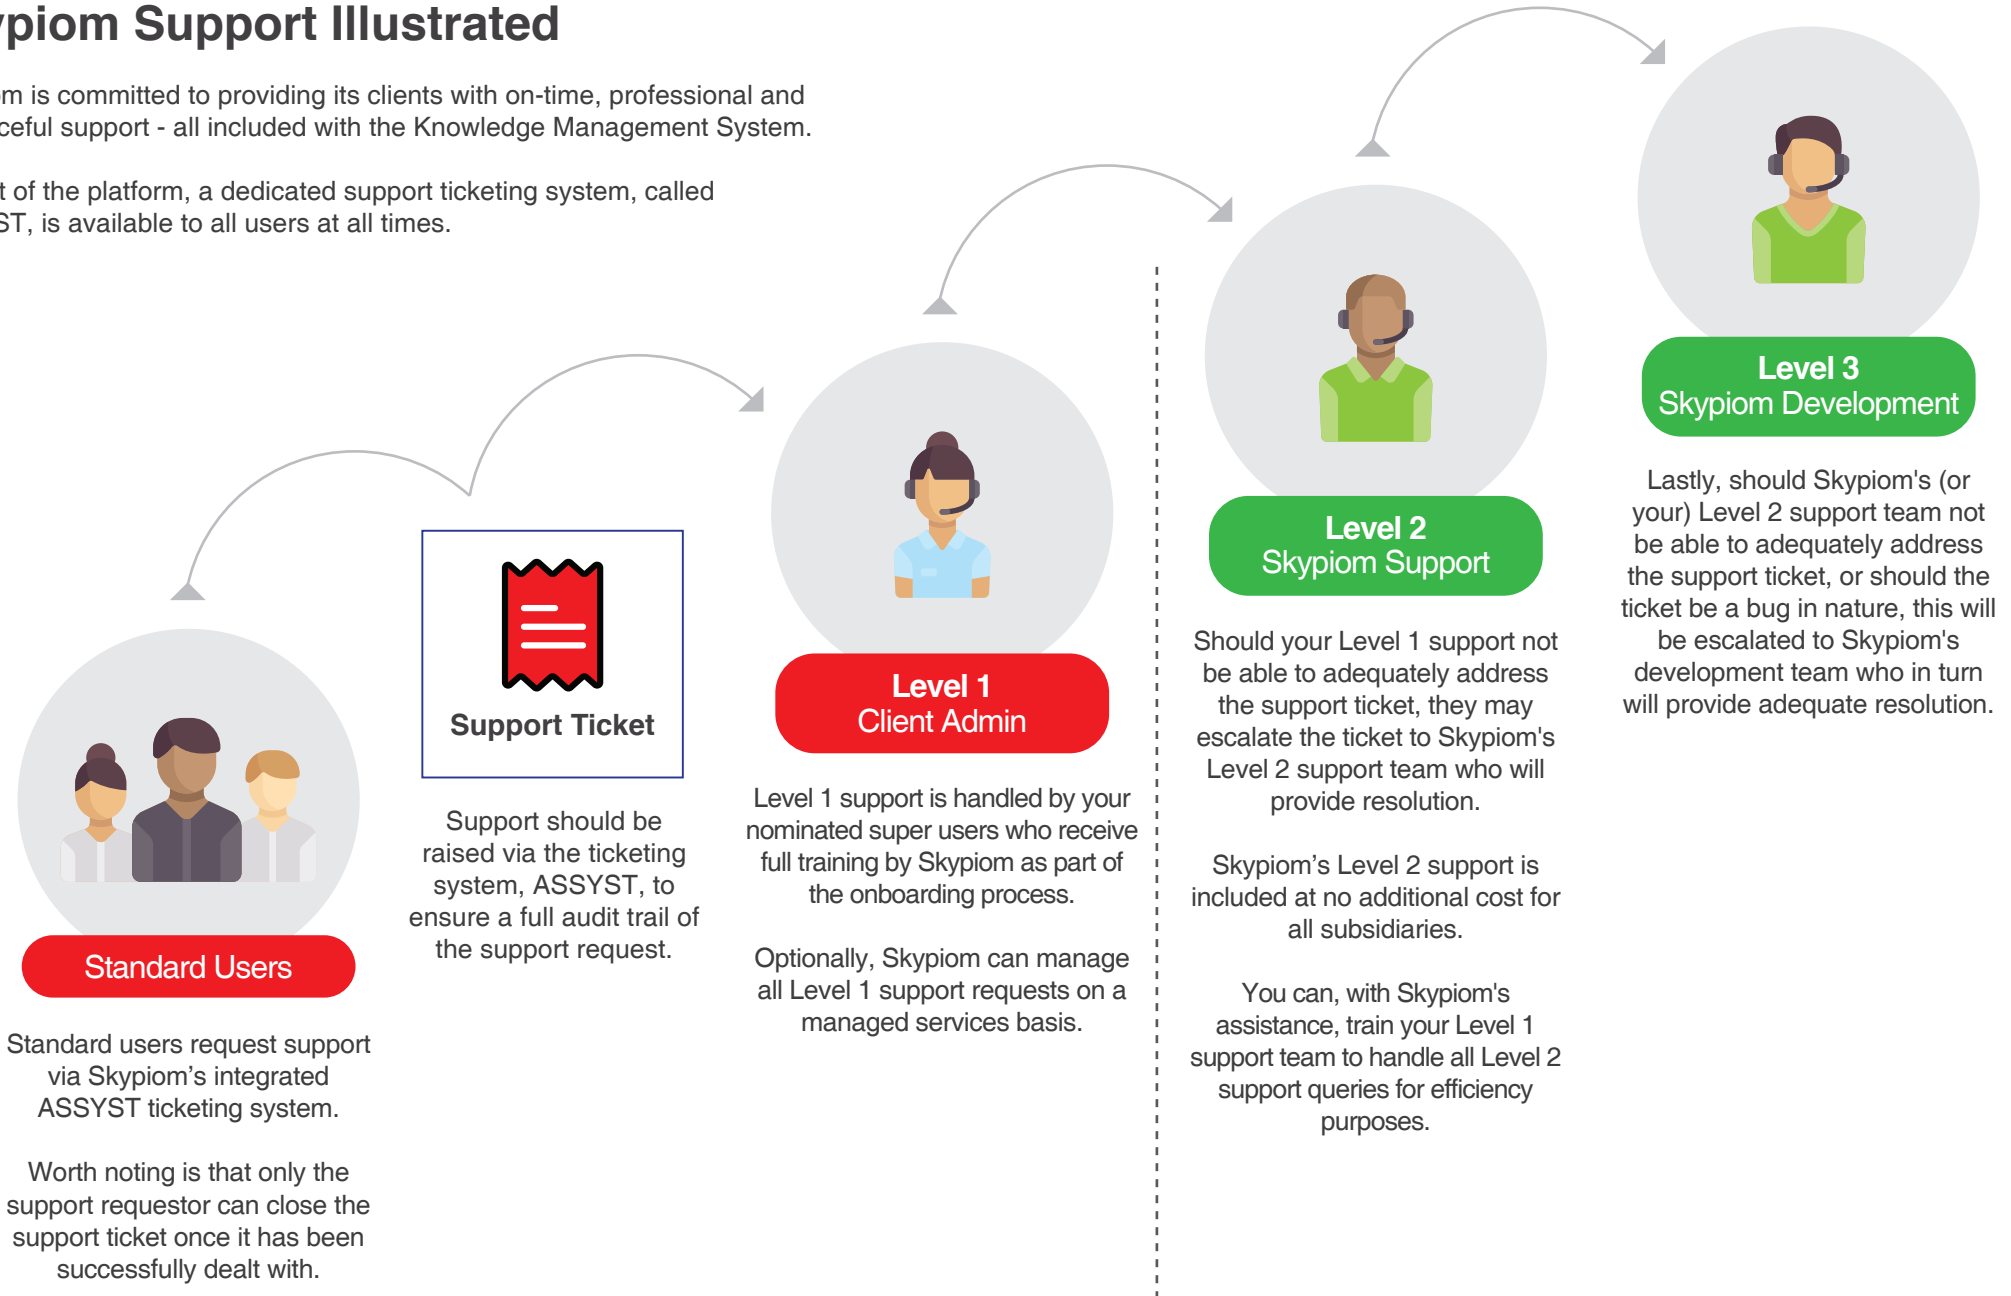 ypiom Support Illustrated
m is committed to providing its clients with on-time, professional and
ceful support - all included with the Knowledge Management System.
t of the platform, a dedicated support ticketing system, called
ST, is available to all users at all times.
Standard Users
Standard users request support
via Skypiom’s integrated
ASSYST ticketing system.
Worth noting is that only the
support requestor can close the
support ticket once it has been
successfully dealt with.
Support Ticket
Support should be
raised via the ticketing
system, ASSYST, to
ensure a full audit trail of
the support request.
Level 1
Client Admin
Level 1 support is handled by your
nominated super users who receive
full training by Skypiom as part of
the onboarding process.
Optionally, Skypiom can manage
all Level 1 support requests on a
managed services basis.
Level 2
Skypiom Support
Should your Level 1 support not
be able to adequately address
the support ticket, they may
escalate the ticket to Skypiom's
Level 2 support team who will
provide resolution.
Skypiom’s Level 2 support is
included at no additional cost for
all subsidiaries.
You can, with Skypiom's
assistance, train your Level 1
support team to handle all Level 2
support queries for efficiency
purposes.
Level 3
Skypiom Development
Lastly, should Skypiom's (or
your) Level 2 support team not
be able to adequately address
the support ticket, or should the
ticket be a bug in nature, this will
be escalated to Skypiom's
development team who in turn
will provide adequate resolution.